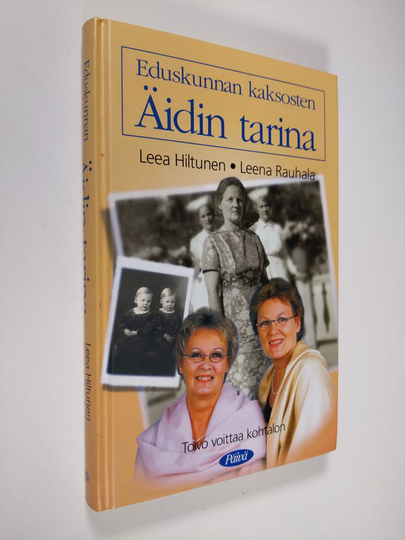 Eduskunnan kaksosten
Äidin tarina
Leea Hiltunen • Leena Rauhala
Toivo voittaa kohtalon
Päivä
Eduskunnan
Äidin tarina
Leea Hiltunen